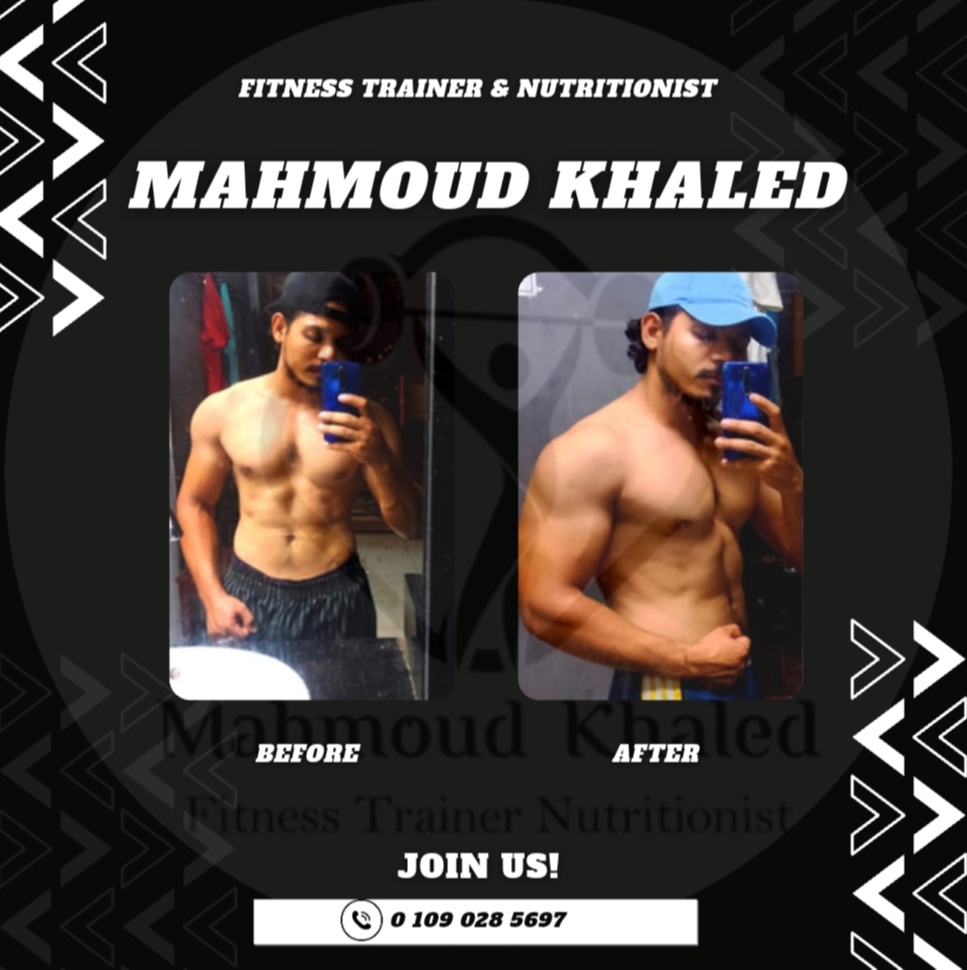 FITNESS TRAINER & NUTRITIONIST
MAHMOUD KHALED
Mahmoud Khaled
BEFORE
AFTER
Fitness Trainer Nutritionist
JOIN US!
0 109 028 5697